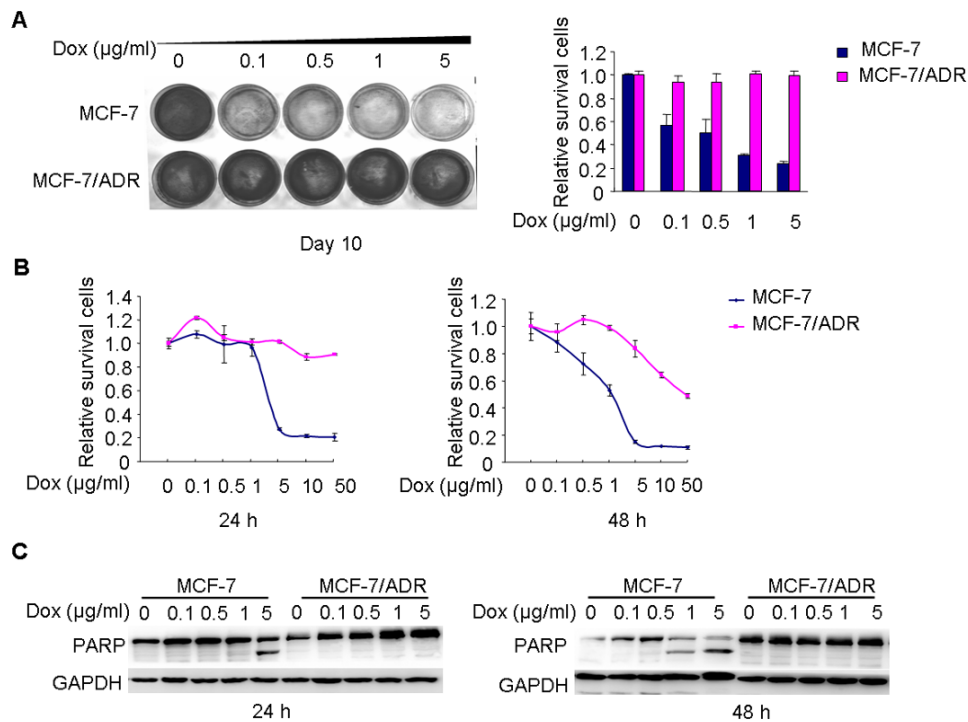 A
Dox (µg/ml)
0 0.1 0.5 1 5
MCF-7
MCF-7/ADR
Day 10
Relative survival cells
1.2
1.0
0.8
0.6
0.4
0.2
0
Dox (µg/ml) 0 0.1 0.5 1 5
MCF-7
MCF-7/ADR
B
Relative survival cells
1.4
1.2
1.0
0.8
0.6
0.4
0.2
0
Dox (µg/ml) 0 0.1 0.5 1 5 10 50
24 h
Relative survival cells
1.2
1.0
0.8
0.6
0.4
0.2
0
Dox (µg/ml) 0 0.1 0.5 1 5 10 50
48 h
MCF-7
MCF-7/ADR
C
MCF-7 MCF-7/ADR
Dox (µg/ml) 0 0.1 0.5 1 5 0 0.1 0.5 1 5
PARP
GAPDH
24 h
MCF-7 MCF-7/ADR
Dox (µg/ml) 0 0.1 0.5 1 5 0 0.1 0.5 1 5
PARP
GAPDH
48 h